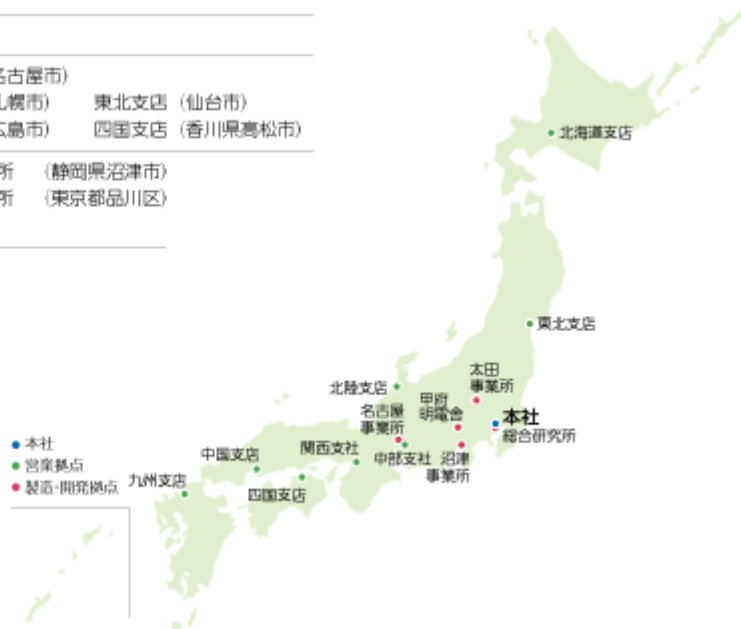 名古屋市)
札幌市) 東北支店 (仙台市)
広島市) 四国支店 (香川県高松市)
所 (静岡県沼津市)
所 (東京都品川区)
北海道支店
東北支店
太田
事業所
北陸支店
甲府
明電舎
名古屋
事業所
本社
総合研究所
中国支店
関西支社
中部支社
沼津
事業所
九州支店
四国支店
本社
営業拠点
製造・開発拠点